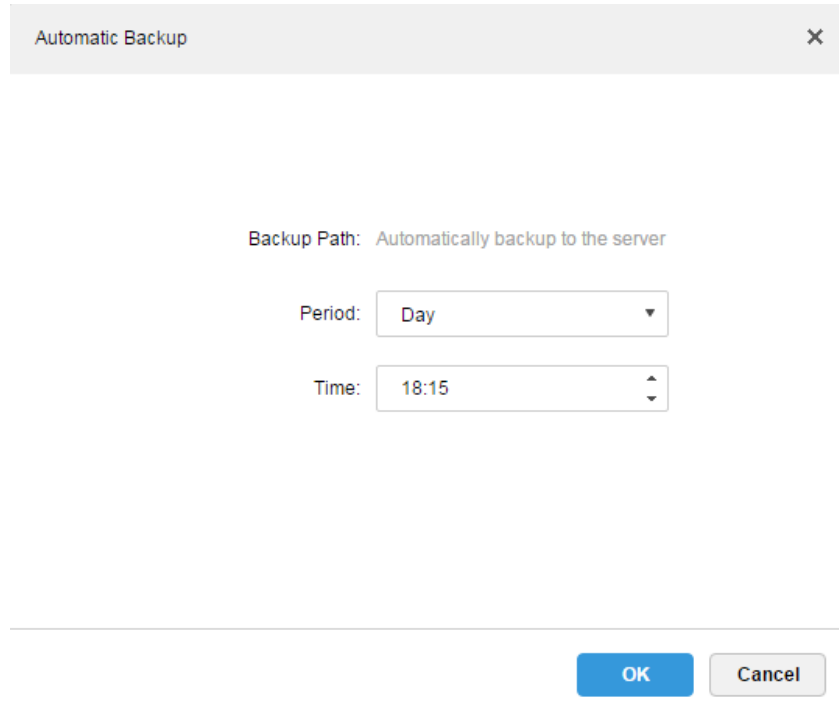 Automatic Backup
Backup Path: Automatically backup to the server
Period: Day
Time: 18:15
OK Cancel